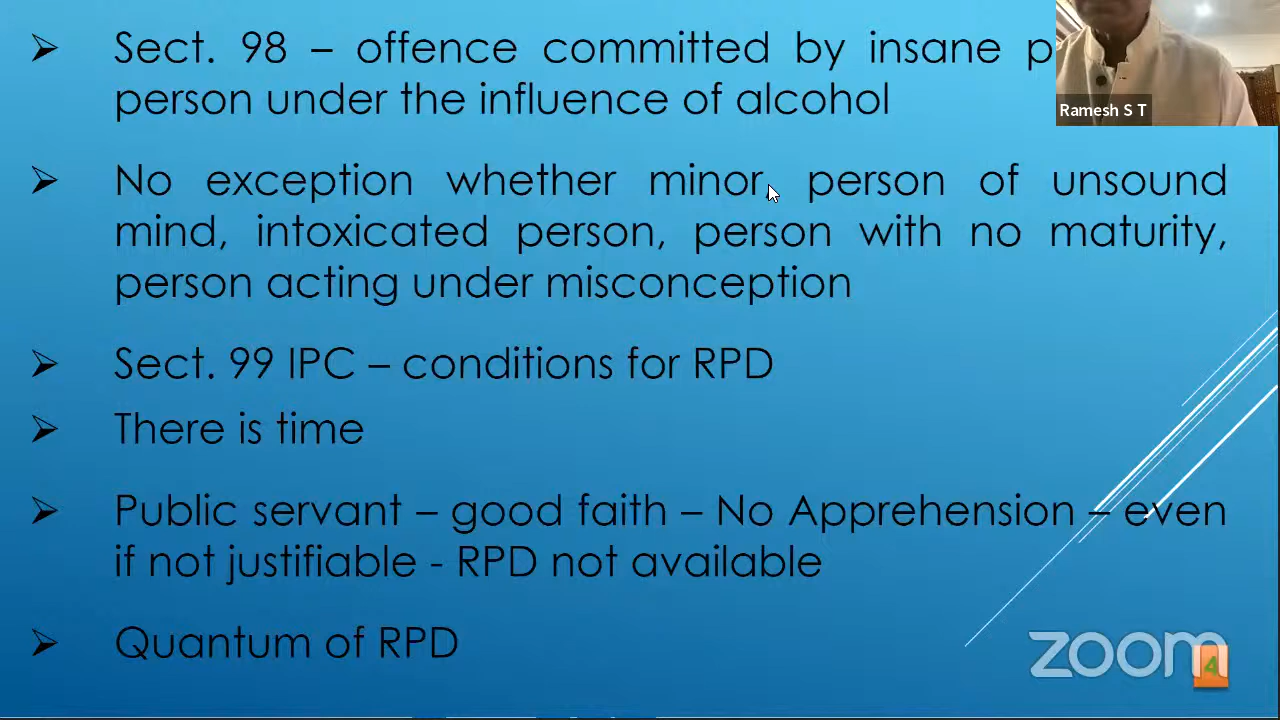 ➢ Sect. 98 – offence committed by insane p
person under the influence of alcohol
Ramesh S T
➢ No exception whether minor, person of unsound
mind, intoxicated person, person with no maturity,
person acting under misconception
➢ Sect. 99 IPC – conditions for RPD
➢ There is time
➢ Public servant – good faith – No Apprehension – even
if not justifiable - RPD not available
➢ Quantum of RPD
zoom
4